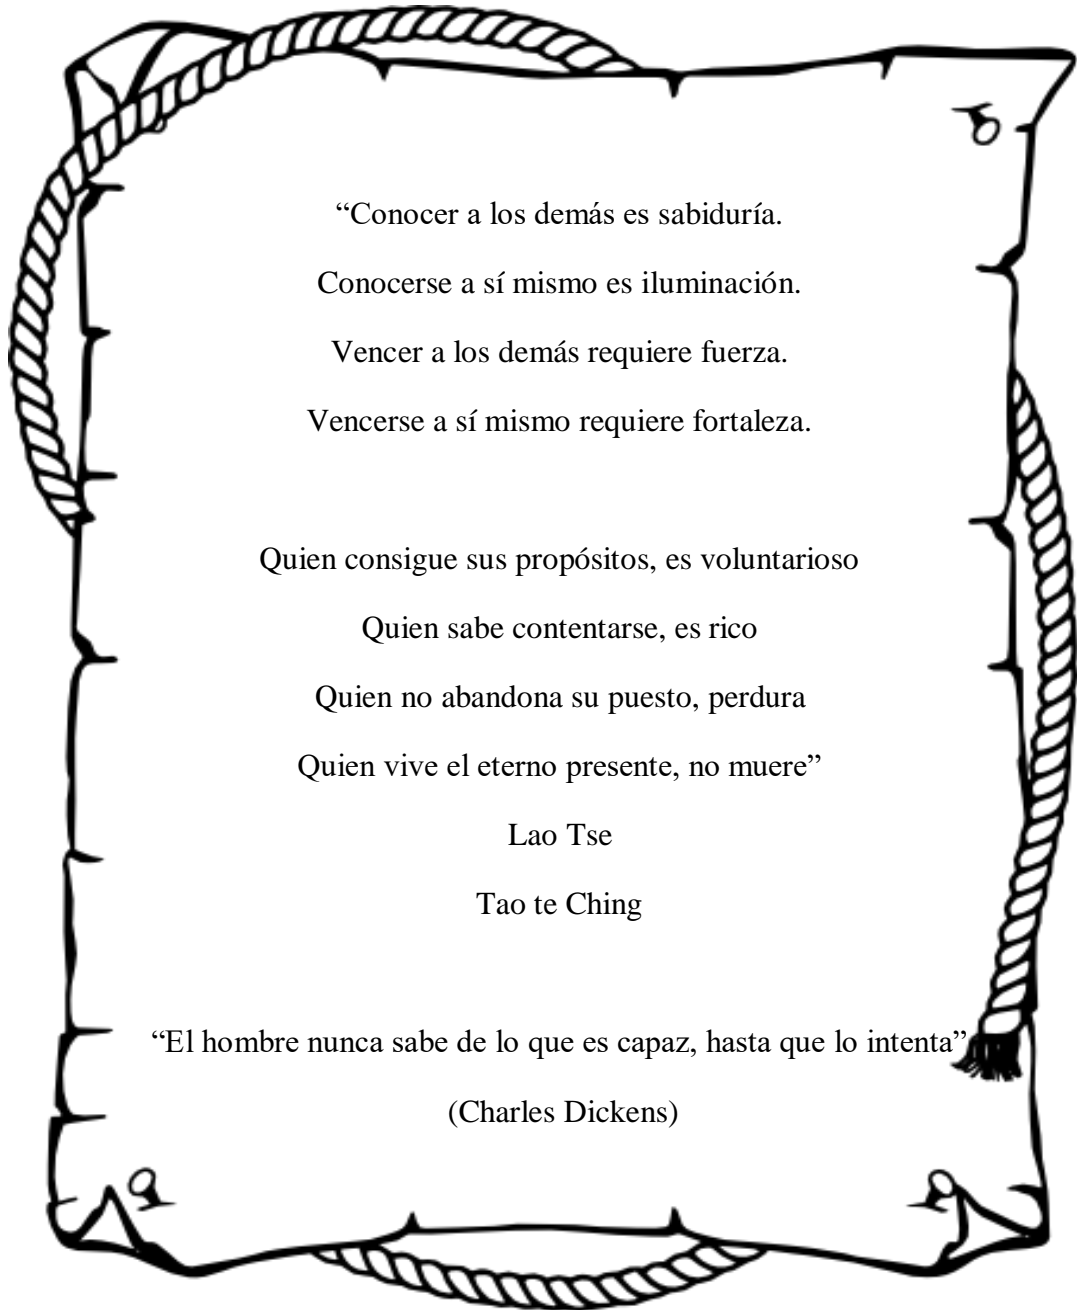 “Conocer a los demás es sabiduría.
Conocerse a sí mismo es iluminación.
Vencer a los demás requiere fuerza.
Vencerse a sí mismo requiere fortaleza.
Quien consigue sus propósitos, es voluntarioso
Quien sabe contentarse, es rico
Quien no abandona su puesto, perdura
Quien vive el eterno presente, no muere”
Lao Tse
Tao te Ching
“El hombre nunca sabe de lo que es capaz, hasta que lo intenta”
(Charles Dickens)